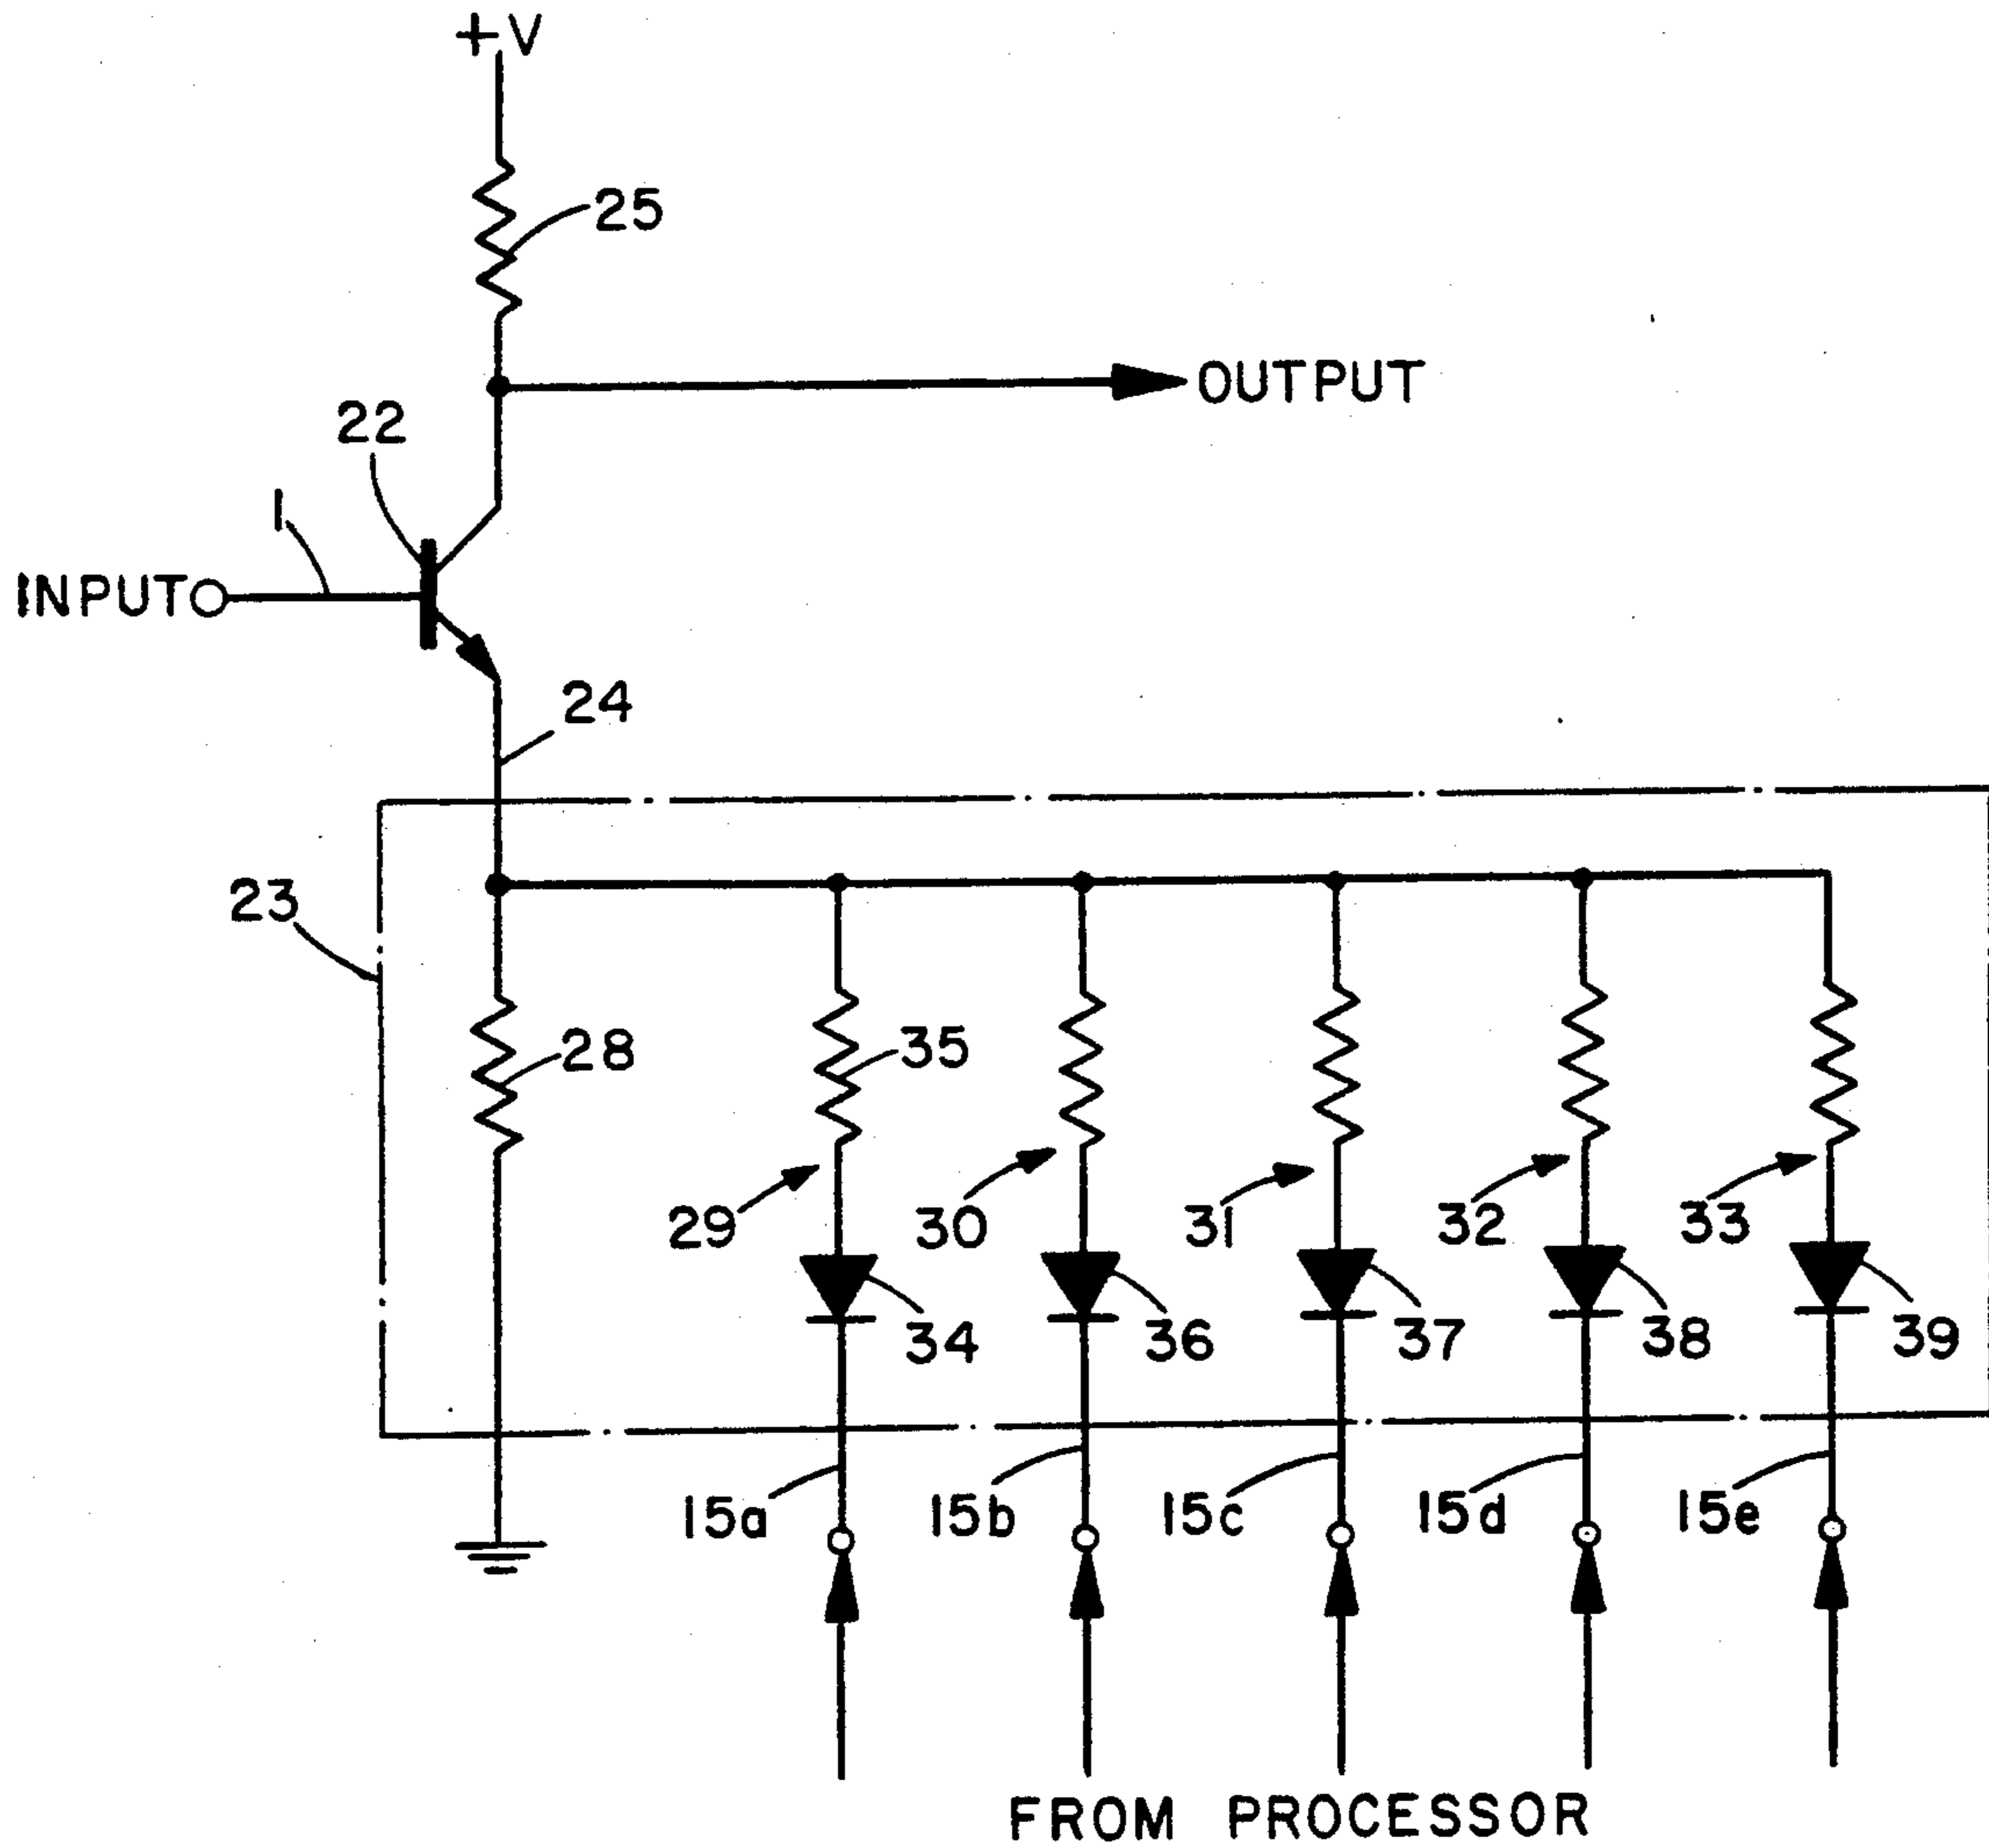 +V
25
OUTPUT
22
1
INPUT
24
23
28
35
29
30
31
32
33
34
36
37
38
39
15a
15b
15c
15d
15e
FROM PROCESSOR